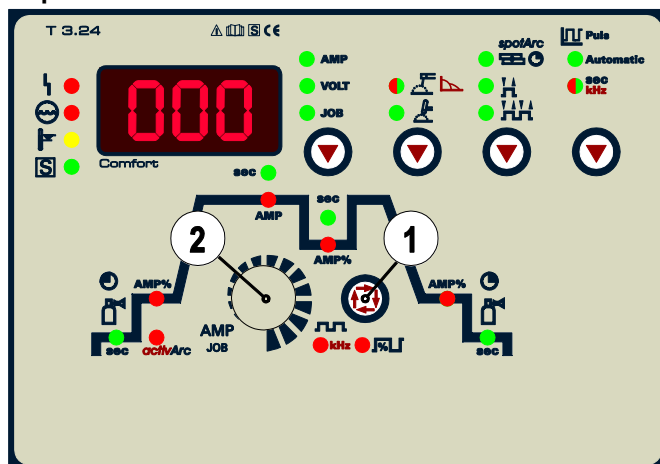 T 3.24
S CE
spotArc
Puls
AMP
Automatic
VOLT
sec
kHz
JOB
000
S
Comfort
sec
AMP
sec
AMP%
2
1
AMP%
AMP%
sec
activArc
AMP
JOB
kHz
%
sec